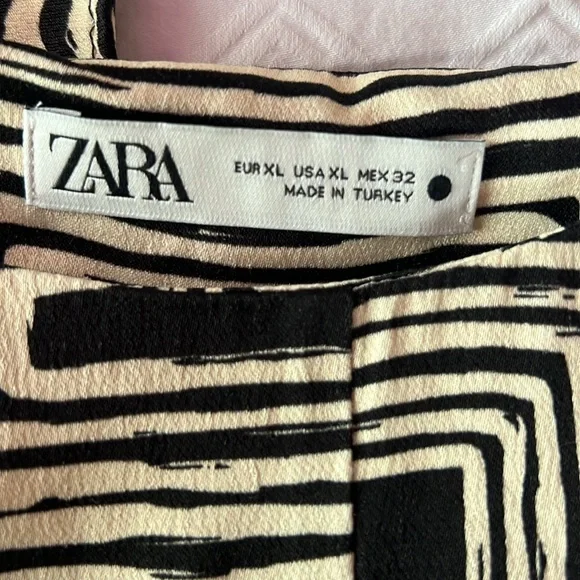 ZARA
EUR XL USA XL MEX 32
MADE IN TURKEY